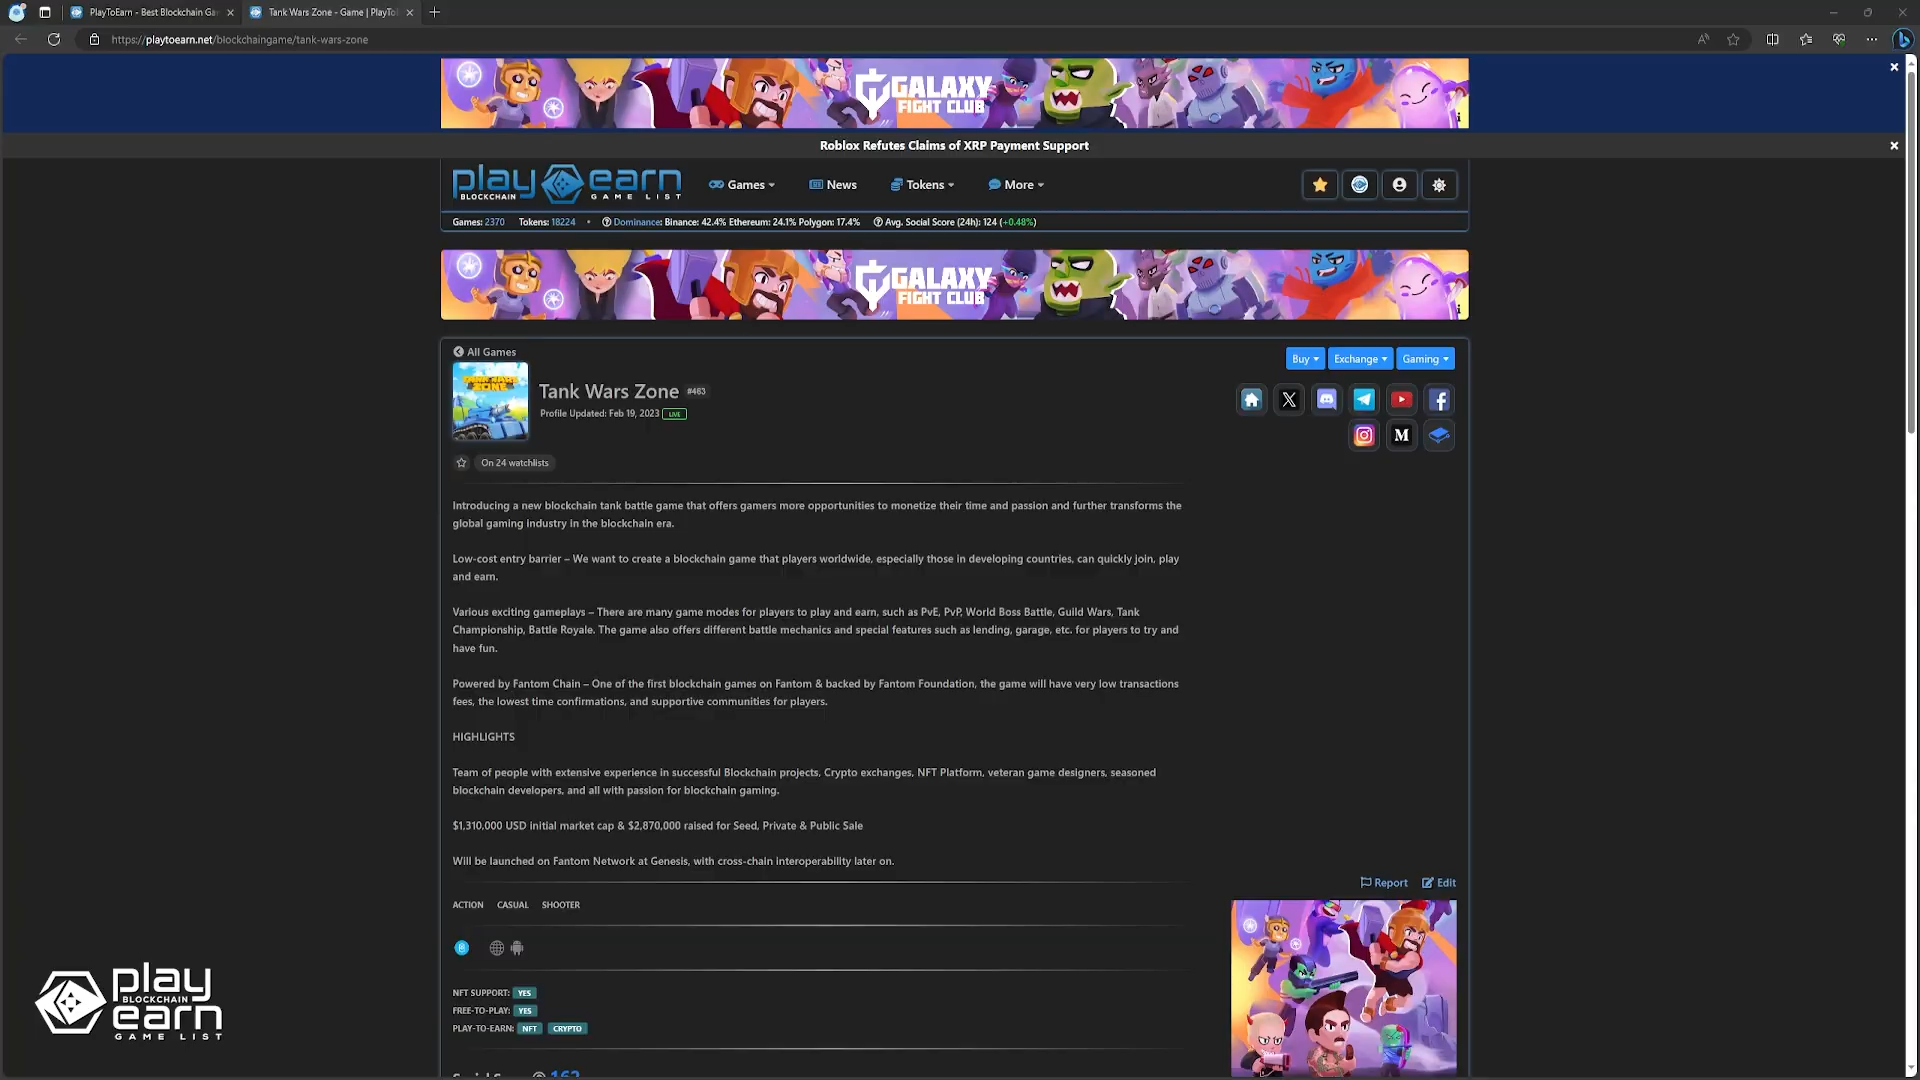 PlayToEarn - Best Blockchain Ga
Tank Wars Zone - Game | PlayTo
https://playtoearn.net/blockchaingame/tank-wars-zone
GALAXY
FIGHT CLUB
Roblox Refutes Claims of XRP Payment Support
play earn
BLOCKCHAIN GAME LIST
Games
News
Tokens
More
Games: 2370 Tokens: 18224 • Dominance: Binance: 42.4% Ethereum: 24.1% Polygon: 17.4% Avg. Social Score (24h): 124 (+0.48%)
GALAXY
FIGHT CLUB
All Games
Buy
Exchange
Gaming
TANK WARS
ZONE
Tank Wars Zone #463
Profile Updated: Feb 19, 2023 LIVE
On 24 watchlists
Introducing a new blockchain tank battle game that offers gamers more opportunities to monetize their time and passion and further transforms the
global gaming industry in the blockchain era.
Low-cost entry barrier – We want to create a blockchain game that players worldwide, especially those in developing countries, can quickly join, play
and earn.
Various exciting gameplays – There are many game modes for players to play and earn, such as PvE, PvP, World Boss Battle, Guild Wars, Tank
Championship, Battle Royale. The game also offers different battle mechanics and special features such as lending, garage, etc. for players to try and
have fun.
Powered by Fantom Chain – One of the first blockchain games on Fantom & backed by Fantom Foundation, the game will have very low transactions
fees, the lowest time confirmations, and supportive communities for players.
HIGHLIGHTS
Team of people with extensive experience in successful Blockchain projects, Crypto exchanges, NFT Platform, veteran game designers, seasoned
blockchain developers, and all with passion for blockchain gaming.
$1,310,000 USD initial market cap & $2,870,000 raised for Seed, Private & Public Sale
Will be launched on Fantom Network at Genesis, with cross-chain interoperability later on.
Report
Edit
ACTION CASUAL SHOOTER
NFT SUPPORT: YES
FREE-TO-PLAY: YES
PLAY-TO-EARN: NFT CRYPTO
play
BLOCKCHAIN
earn
GAME LIST